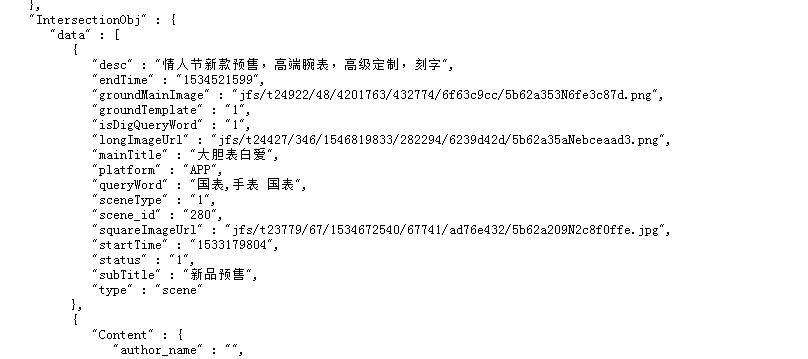 },
"IntersectionObj" : {
"data" : [
{
"desc" : "情人节新款预售，高端腕表，高级定制，刻字",
"endTime" : "1534521599",
"groundMainImage" : "jfs/t24922/48/4201763/432774/6f63c9cc/5b62a353N6fe3c87d.png",
"groundTemplate" : "1",
"isDigQueryWord" : "1",
"longImageUrl" : "jfs/t24427/346/1546819833/282294/6239d42d/5b62a35aNebceaad3.png",
"mainTitle" : "大胆表白爱",
"platform" : "APP",
"queryWord" : "国表,手表 国表",
"sceneType" : "1",
"scene_id" : "280",
"squareImageUrl" : "jfs/t23779/67/1534672540/67741/ad76e432/5b62a209N2c8f0ffe.jpg",
"startTime" : "1533179804",
"status" : "1",
"subTitle" : "新品预售",
"type" : "scene"
},
{
"Content" : {
"author_name" : "",